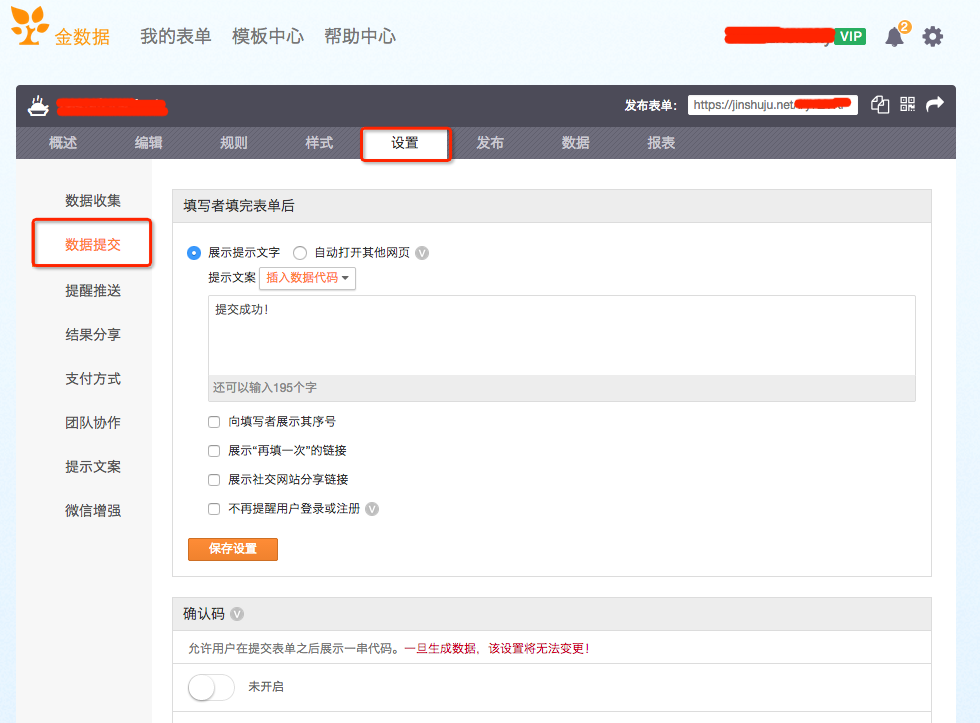 金数据 我的表单 模板中心 帮助中心 VIP 2
发布表单： https://jinshuju.net/
概述 编辑 规则 样式 设置 发布 数据 报表
数据收集
数据提交
提醒推送
结果分享
支付方式
团队协作
提示文案
微信增强
填写者填完表单后
展示提示文字 自动打开其他网页 V
提示文案 插入数据代码
提交成功！
还可以输入195个字
向填写者展示其序号
展示“再填一次”的链接
展示社交网站分享链接
不再提醒用户登录或注册 V
保存设置
确认码 V
允许用户在提交表单之后展示一串代码。一旦生成数据，该设置将无法变更！
未开启